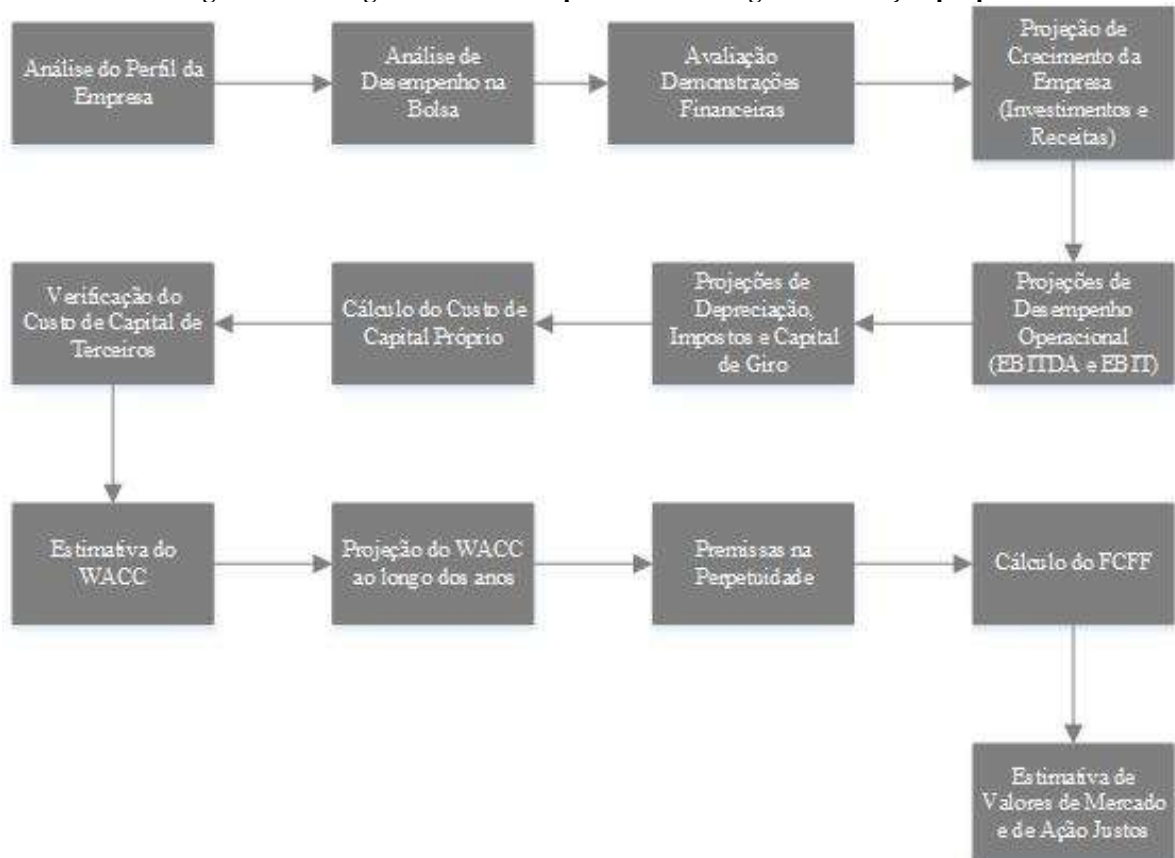 Análise do Perfil da
Empresa
Análise de
Desempenho na
Bolsa
Avaliação
Demonstrações
Financeiras
Projeção de
Crecimento da
Empresa
(Investimentos e
Receitas)
Projeções de
Desempenho
Operacional
(EBITDA e EBIT)
Projeções de
Depreciação,
Impostos e Capital
de Giro
Cálculo do Custo de
Capital Próprio
Verificação do
Custo de Capital de
Terceiros
Estimativa do
WACC
Projeção do WACC
ao longo dos anos
Premissas na
Perpetuidade
Cálculo do FCFF
Estimativa de
Valores de Mercado
e de Ação Justos